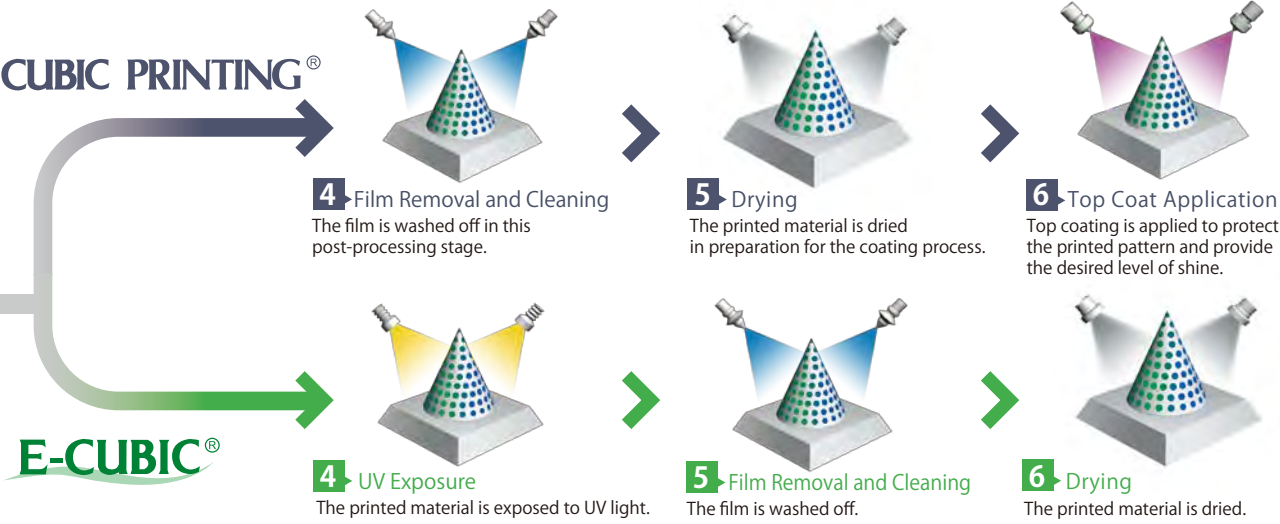 CUBIC PRINTING®
4 Film Removal and Cleaning
The film is washed off in this
post-processing stage.
5 Drying
The printed material is dried
in preparation for the coating process.
6 Top Coat Application
Top coating is applied to protect
the printed pattern and provide
the desired level of shine.
E-CUBIC®
4 UV Exposure
The printed material is exposed to UV light.
5 Film Removal and Cleaning
The film is washed off.
6 Drying
The printed material is dried.